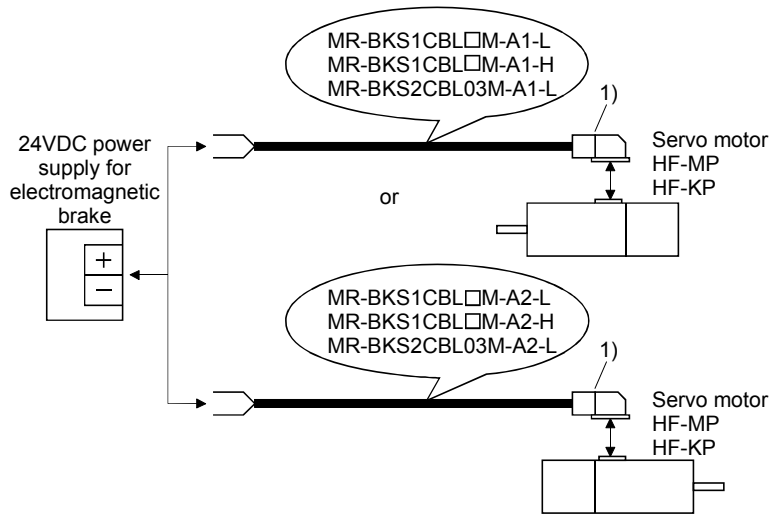 MR-BKS1CBL□M-A1-L
MR-BKS1CBL□M-A1-H
MR-BKS2CBL03M-A1-L
1)
24VDC power
supply for
electromagnetic
brake
Servo motor
HF-MP
HF-KP
or
+
−
MR-BKS1CBL□M-A2-L
MR-BKS1CBL□M-A2-H
MR-BKS2CBL03M-A2-L
1)
Servo motor
HF-MP
HF-KP